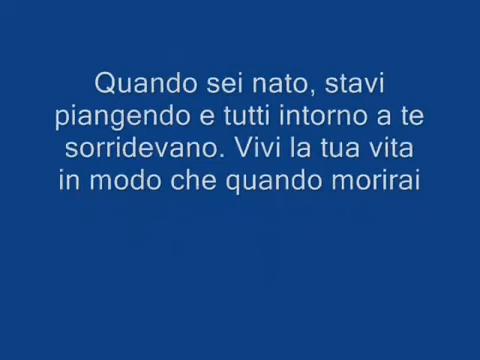 Quando sei nato, stavi
piangendo e tutti intorno a te
sorridevano. Vivi la tua vita
in modo che quando morirai